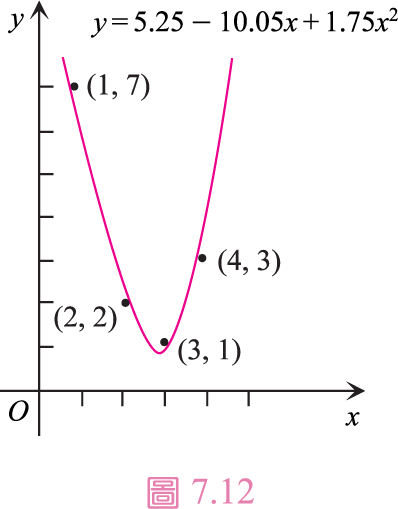 y
y = 5.25 − 10.05x + 1.75x²
(1, 7)
(4, 3)
(2, 2)
(3, 1)
O
x
圖 7.12